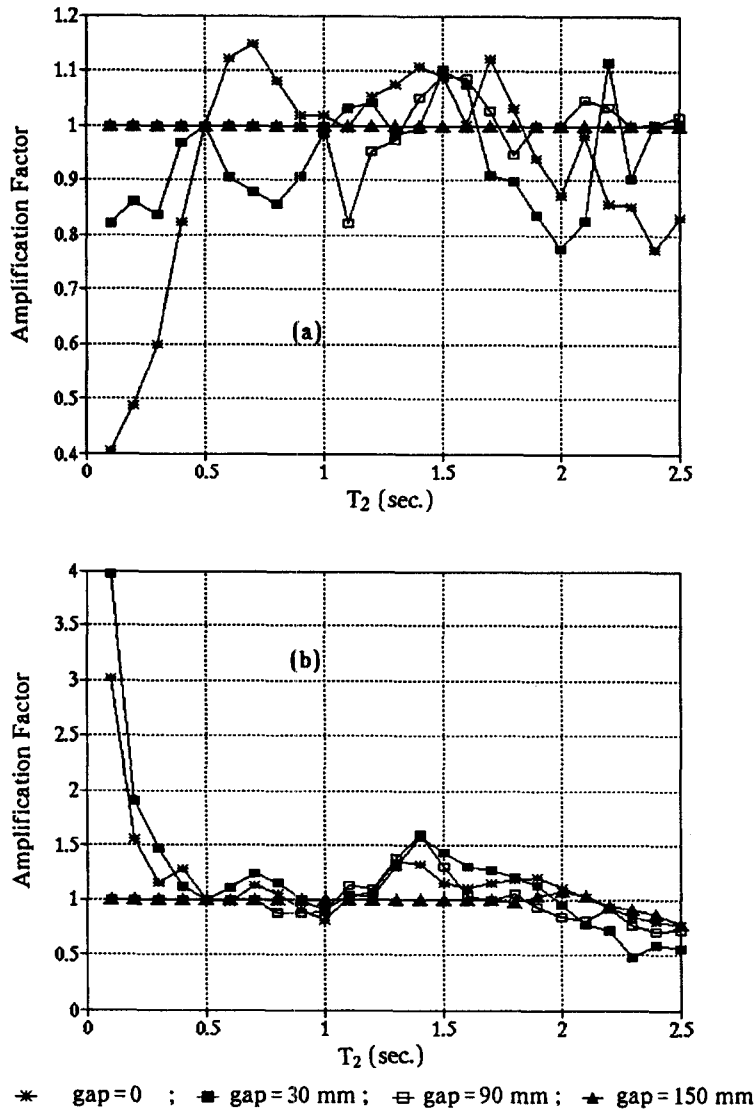 1.2
1.1
1
0.9
0.8
0.7
0.6
0.5
0.4
Amplification Factor
(a)
0 0.5 1 1.5 2 2.5
T₂ (sec.)
4
3.5
3
2.5
2
1.5
1
0.5
0
Amplification Factor
(b)
0 0.5 1 1.5 2 2.5
T₂ (sec.)
gap=0 ; gap=30 mm; gap=90 mm; gap=150 mm